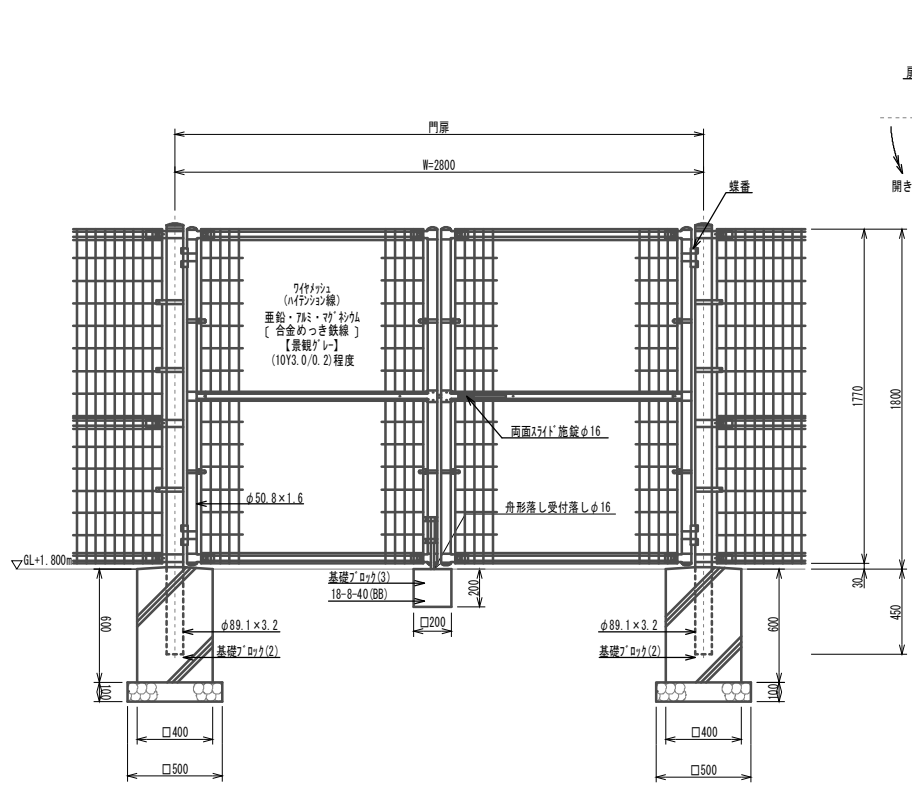 門扉
W=2800
開き
蝶番
ワイヤメッシュ
(ハイテンション線)
亜鉛・アルミ・マグネシウム
〔 合金めっき鉄線 〕
【景観グレー】
(10Y3.0/0.2)程度
1770
1800
両面スライド施錠φ16
φ50.8×1.6
舟形落し受付落しφ16
▽GL+1.800m
基礎ブロック(3)
18-8-40(BB)
200
30
450
600
□200
600
φ89.1×3.2
φ89.1×3.2
基礎ブロック(2)
基礎ブロック(2)
100
100
□400
□400
□500
□500